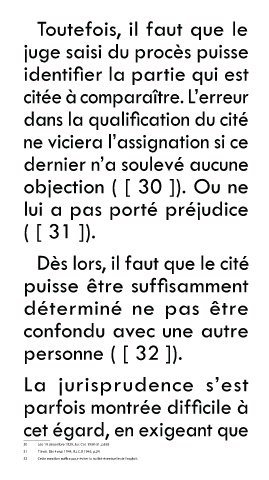 Toutefois, il faut que le
juge saisi du procès puisse
identifier la partie qui est
citée à comparaître. L'erreur
dans la qualification du cité
ne viciera l'assignation si ce
dernier n'a soulevé aucune
objection ( [ 30 ]). Ou ne
lui a pas porté préjudice
( [ 31 ]).
Dès lors, il faut que le cité
puisse être suffisamment
déterminé ne pas être
confondu avec une autre
personne ( [ 32 ]).
La jurisprudence s'est
parfois montrée difficile à
cet égard, en exigeant que
30
31
32